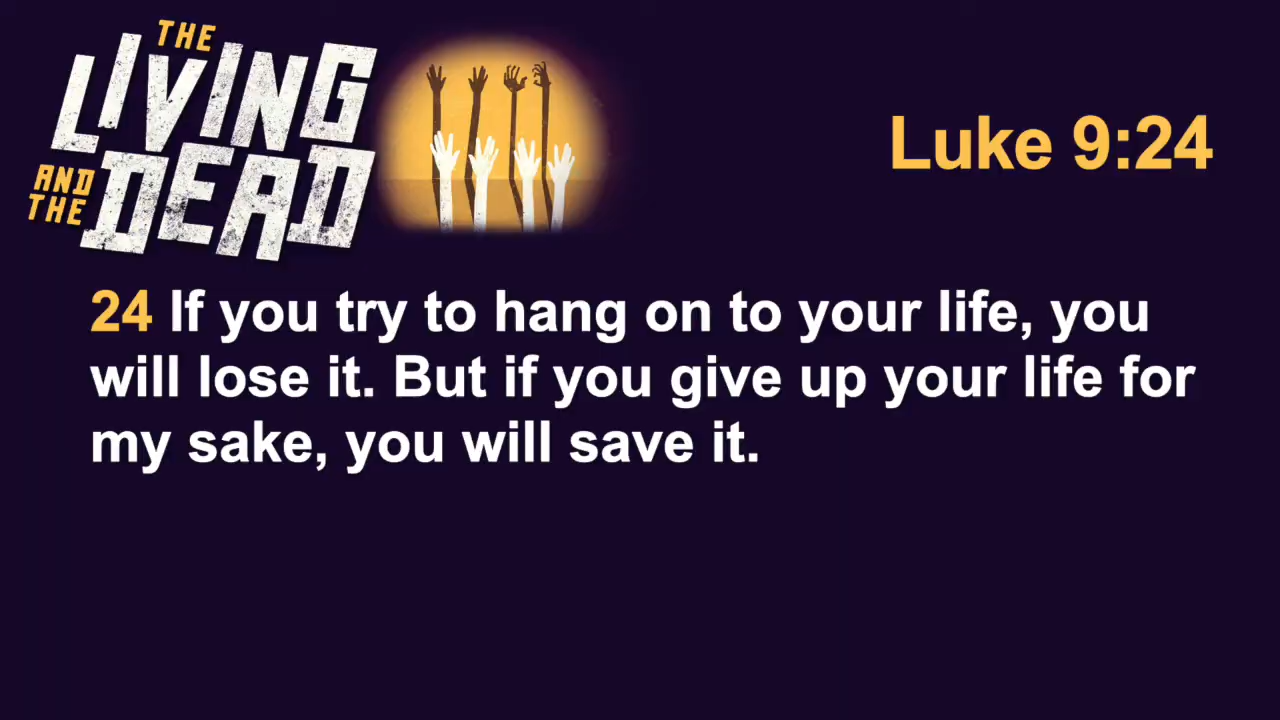 THE
LIVING
AND THE
DEAD
Luke 9:24
24 If you try to hang on to your life, you
will lose it. But if you give up your life for
my sake, you will save it.